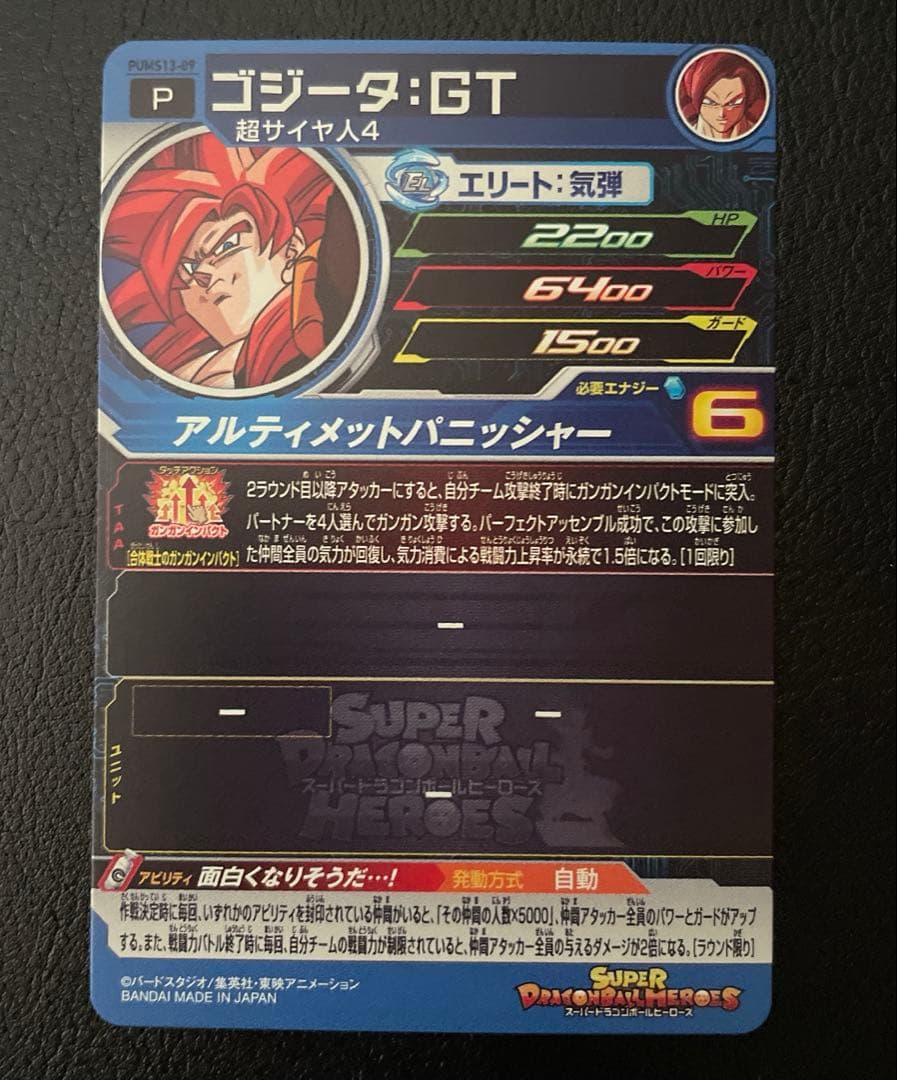 PUMS13-09
P
ゴジータ:GT
超サイヤ人4
EL
エリート:気弾
HP
2200
パワー
6400
ガード
1500
必要エナジー
6
アルティメットパニッシャー
TAA
タッチアクション
ガンガンインパクト
[合体戦士のガンガンインパクト]
2ラウンド目以降アタッカーにすると、自分チーム攻撃終了時にガンガンインパクトモードに突入。
パートナーを4人選んでガンガン攻撃する。パーフェクトアッセンブル成功で、この攻撃に参加し
た仲間全員の気力が回復し、気力消費による戦闘力上昇率が永続で1.5倍になる。[1回限り]
ー
ユニット
ー
ー
ー
SUPER
DRAGONBALL
スーパードラゴンボールヒーローズ
HEROES
アビリティ 面白くなりそうだ…! 発動方式 自動
作戦決定時に毎回、いずれかのアビリティを封印されている仲間がいると、「その仲間の人数×5000」、仲間アタッカー全員のパワーとガードがアップ
する。また、戦闘力バトル終了時に毎回、自分チームの戦闘力が制限されていると、仲間アタッカー全員の与えるダメージが2倍になる。[ラウンド限り]
©バードスタジオ/集英社・東映アニメーション
BANDAI MADE IN JAPAN
SUPER
DRAGONBALL HEROES
スーパードラゴンボールヒーローズ